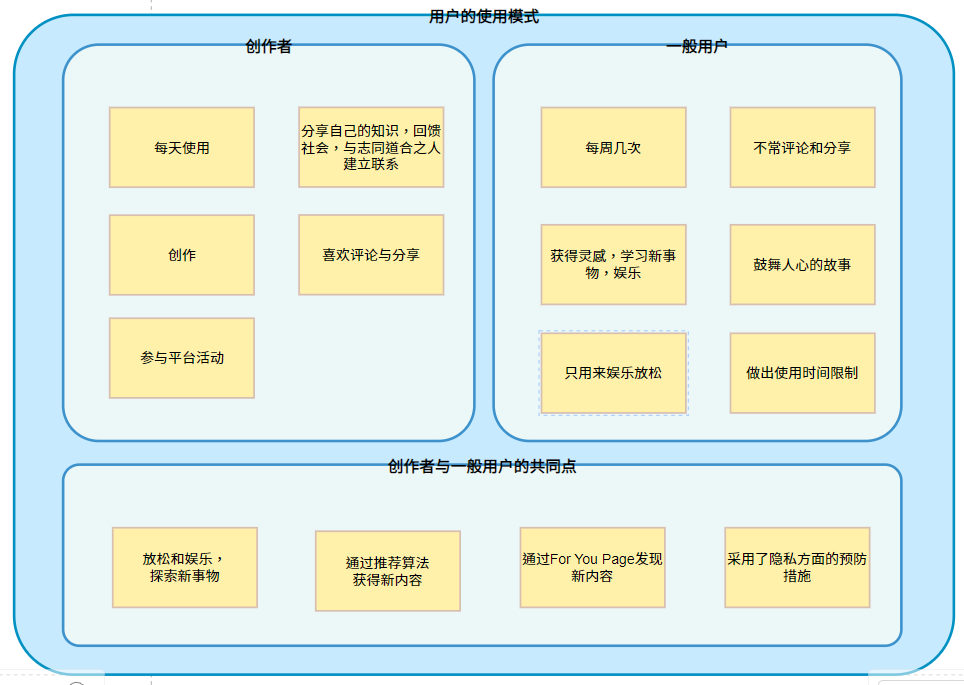 用户的使用模式
创作者
每天使用
分享自己的知识，回馈
社会，与志同道合之人
建立联系
创作
喜欢评论与分享
参与平台活动
一般用户
每周几次
不常评论和分享
获得灵感，学习新事
物，娱乐
鼓舞人心的故事
只用来娱乐放松
做出使用时间限制
创作者与一般用户的共同点
放松和娱乐，
探索新事物
通过推荐算法
获得新内容
通过For You Page发现
新内容
采用了隐私方面的预防
措施